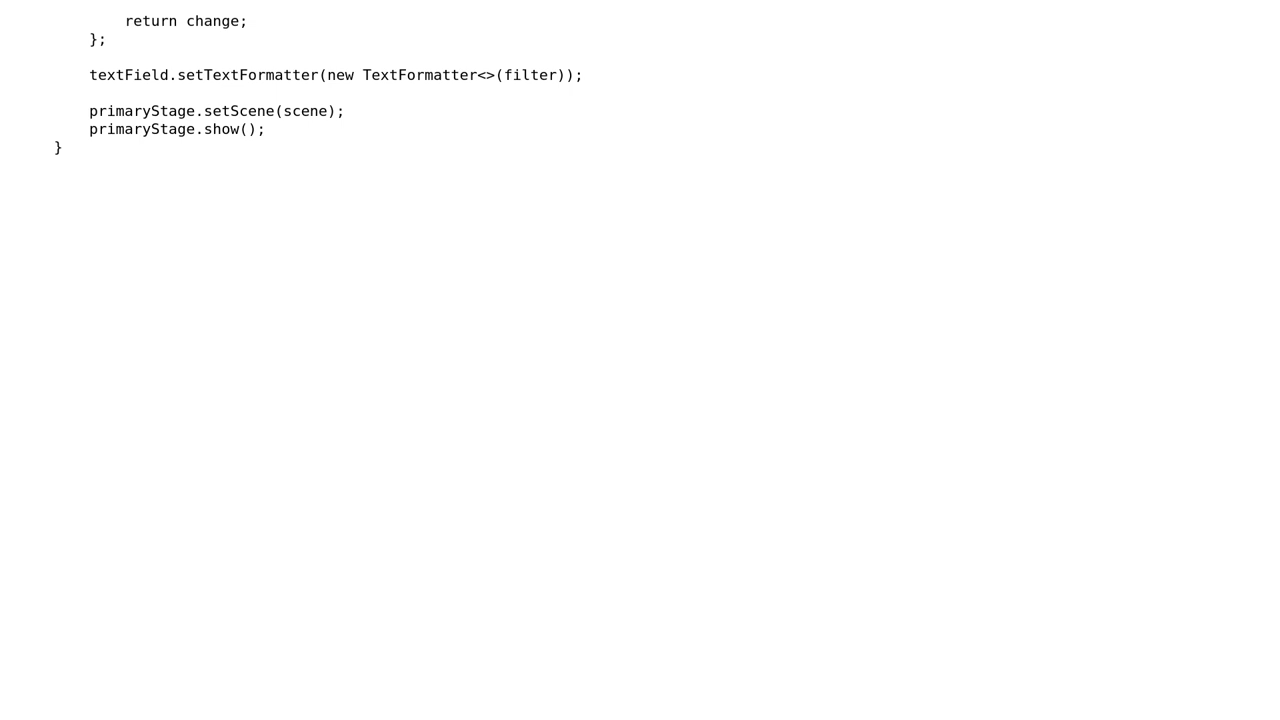 return change;
    };

    textField.setTextFormatter(new TextFormatter<>(filter));

    primaryStage.setScene(scene);
    primaryStage.show();
}